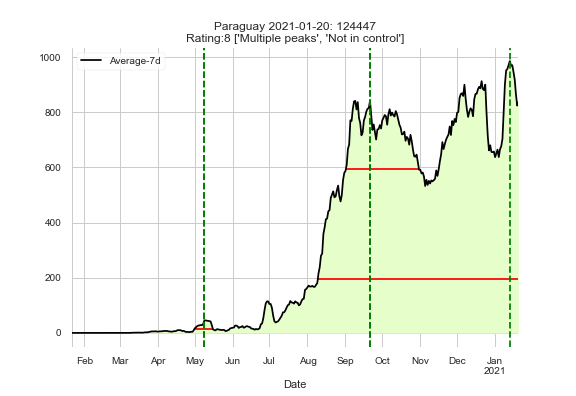 Paraguay 2021-01-20: 124447
Rating:8 ['Multiple peaks', 'Not in control']
Average-7d
1000
800
600
400
200
0
Feb Mar Apr May Jun Jul Aug Sep Oct Nov Dec Jan
2021
Date